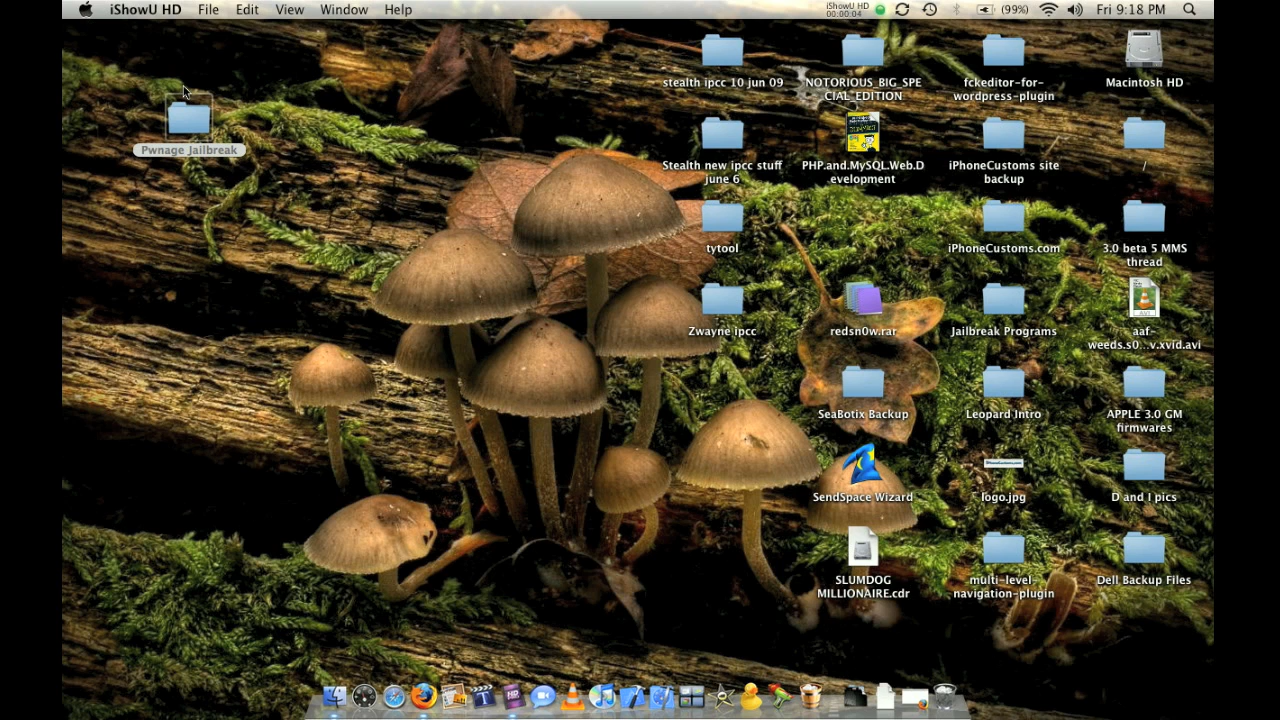 iShowU HD File Edit View Window Help
iShowU HD
00:00:04
(99%) Fri 9:18 PM
Pwnage Jailbreak
stealth ipcc 10 jun 09
NOTORIOUS_BIG_SPE
CIAL_EDITION
fckeditor-for-
wordpress-plugin
Macintosh HD
Stealth new ipcc stuff
june 6
PHP.and.MySQL.Web.D
evelopment
iPhoneCustoms site
backup
/
tytool
iPhoneCustoms.com
3.0 beta 5 MMS
thread
Zwayne ipcc
redsn0w.rar
Jailbreak Programs
aaf-
weeds.s0...v.xvid.avi
SeaBotix Backup
Leopard Intro
APPLE 3.0 GM
firmwares
SendSpace Wizard
logo.jpg
D and I pics
SLUMDOG
MILLIONAIRE.cdr
multi-level-
navigation-plugin
Dell Backup Files